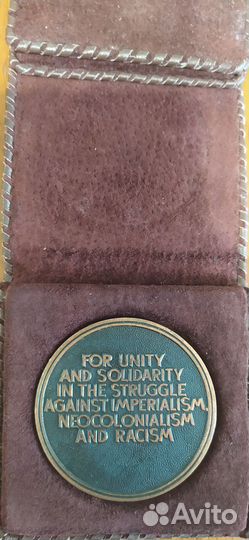 FOR UNITY
AND SOLIDARITY
IN THE STRUGGLE
AGAINST IMPERIALISM,
NEOCOLONIALISM
AND RACISM
Avito